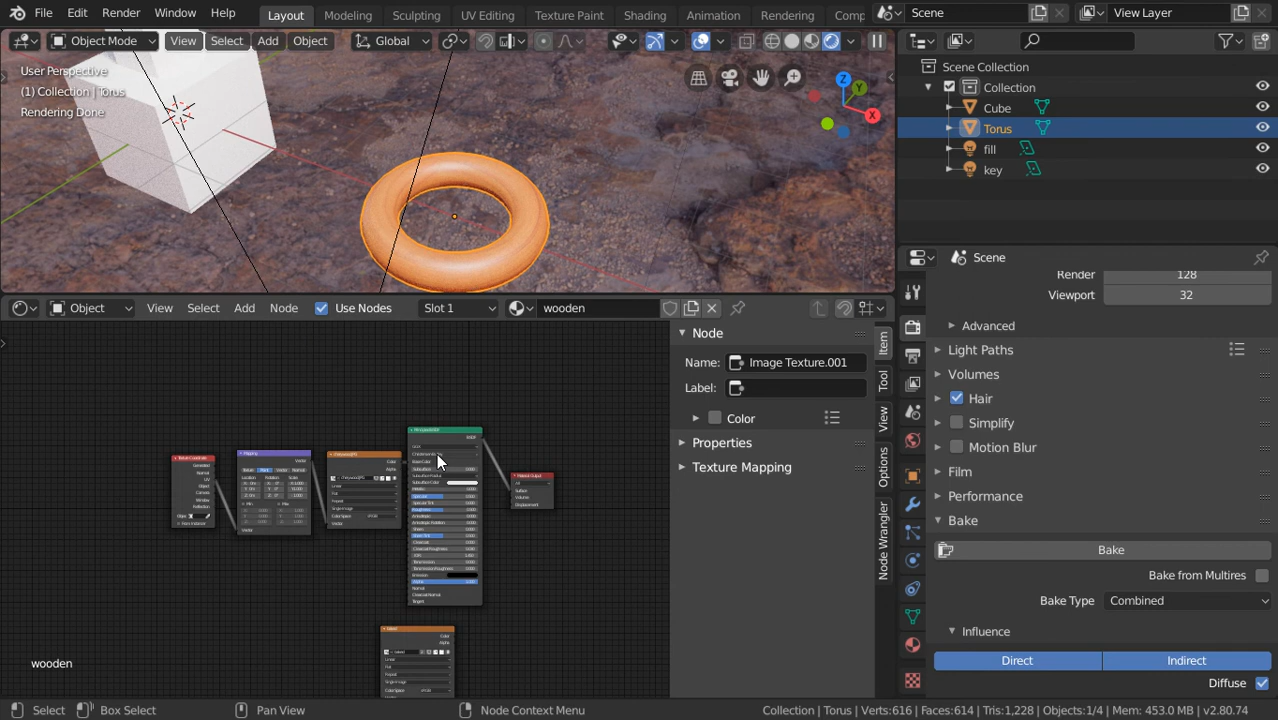 File Edit Render Window Help Layout Modeling Sculpting UV Editing Texture Paint Shading Animation Rendering Comp Scene View Layer
Object Mode View Select Add Object Global
User Perspective
(1) Collection | Torus
Rendering Done
Z
Y
X
Scene Collection
Collection
Cube
Torus
fill
key
Scene
Render 128
Viewport 32
Advanced
Light Paths
Volumes
Hair
Simplify
Motion Blur
Film
Performance
Bake
Bake
Bake from Multires
Bake Type Combined
Influence
Direct Indirect
Diffuse
Object View Select Add Node Use Nodes Slot 1 wooden
Node
Name: Image Texture.001
Label:
Color
Properties
Texture Mapping
Item
Tool
View
Options
Node Wrangler
wooden
Select Box Select Pan View Node Context Menu Collection | Torus | Verts:616 | Faces:614 | Tris:1,228 | Objects:1/4 | Mem: 453.0 MB | v2.80.74